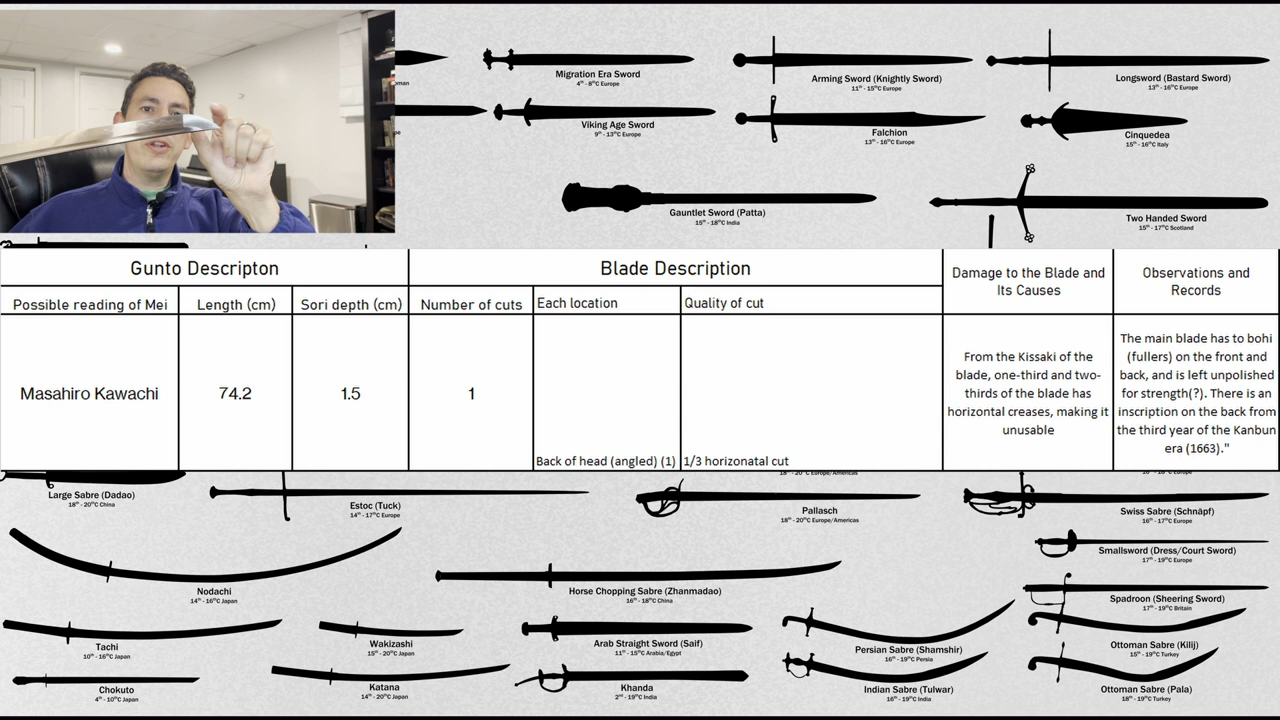 Migration Era Sword
4th - 8thC Europe
Arming Sword (Knightly Sword)
11th - 15thC Europe
Longsword (Bastard Sword)
13th - 16thC Europe
Viking Age Sword
9th - 13thC Europe
Falchion
13th - 16thC Europe
Cinquedea
15th - 16thC Italy
Gauntlet Sword (Patta)
15th - 18thC India
Two Handed Sword
15th - 17thC Scotland
Gunto Descripton
Blade Description
Damage to the Blade and
Its Causes
Observations and
Records
Possible reading of Mei
Length (cm)
Sori depth (cm)
Number of cuts
Each location
Quality of cut
Masahiro Kawachi
74.2
1.5
1
Back of head (angled) (1)
1/3 horizonatal cut
From the Kissaki of the
blade, one-third and two-
thirds of the blade has
horizontal creases, making it
unusable
The main blade has to bohi
(fullers) on the front and
back, and is left unpolished
for strength(?). There is an
inscription on the back from
the third year of the Kanbun
era (1663)."
Large Sabre (Dadao)
18th - 20thC China
Estoc (Tuck)
14th - 17thC Europe
Pallasch
18th - 20thC Europe/Americas
Swiss Sabre (Schnäpf)
16th - 17thC Europe
Smallsword (Dress/Court Sword)
17th - 19thC Europe
Nodachi
14th - 16thC Japan
Horse Chopping Sabre (Zhanmadao)
16th - 18thC China
Spadroon (Sheering Sword)
17th - 19thC Britain
Tachi
10th - 16thC Japan
Wakizashi
15th - 20thC Japan
Arab Straight Sword (Saif)
11th - 15thC Arabia/Egypt
Persian Sabre (Shamshir)
16th - 19thC Persia
Ottoman Sabre (Kilij)
15th - 19thC Turkey
Chokuto
4th - 10thC Japan
Katana
14th - 20thC Japan
Khanda
2nd - 19thC India
Indian Sabre (Tulwar)
16th - 19thC India
Ottoman Sabre (Pala)
18th - 19thC Turkey